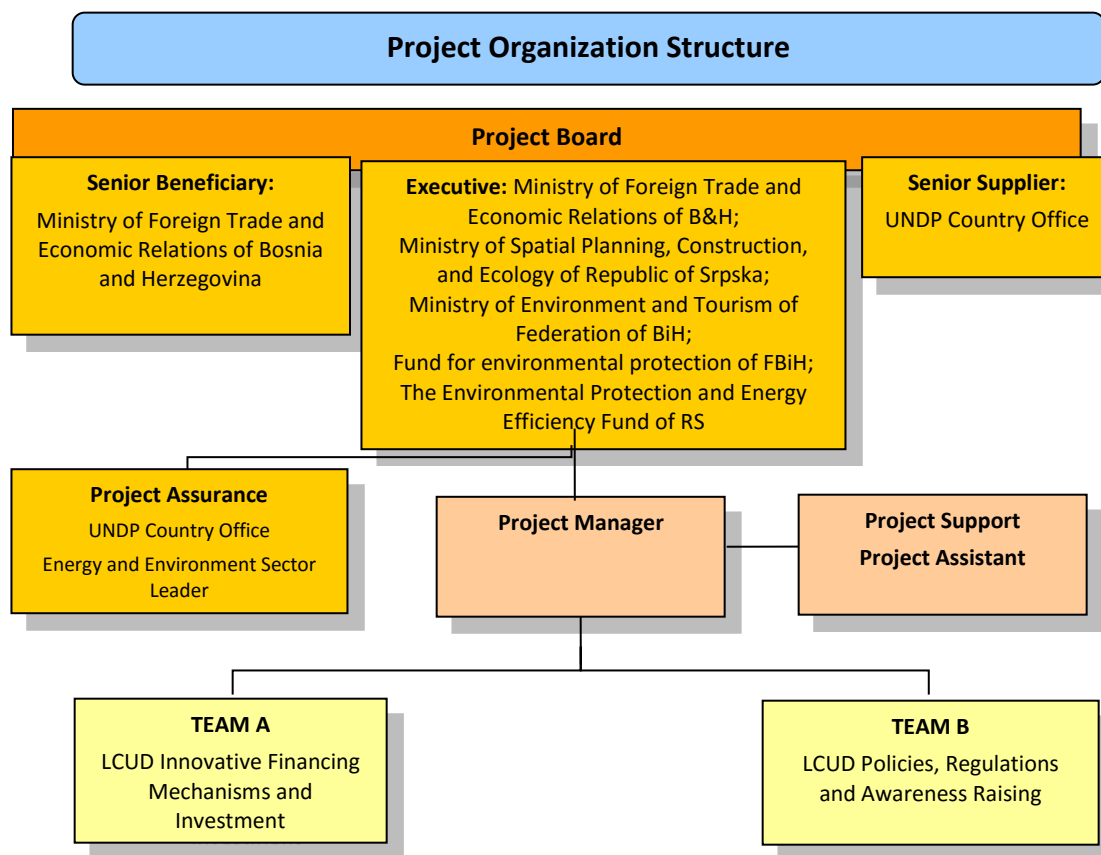 Project Organization Structure
Project Board
Senior Beneficiary:
Ministry of Foreign Trade and
Economic Relations of Bosnia
and Herzegovina
Executive: Ministry of Foreign Trade and
Economic Relations of B&H;
Ministry of Spatial Planning, Construction,
and Ecology of Republic of Srpska;
Ministry of Environment and Tourism of
Federation of BiH;
Fund for environmental protection of FBiH;
The Environmental Protection and Energy
Efficiency Fund of RS
Senior Supplier:
UNDP Country Office
Project Assurance
UNDP Country Office
Energy and Environment Sector
Leader
Project Manager
Project Support
Project Assistant
TEAM A
LCUD Innovative Financing
Mechanisms and
Investment
TEAM B
LCUD Policies, Regulations
and Awareness Raising